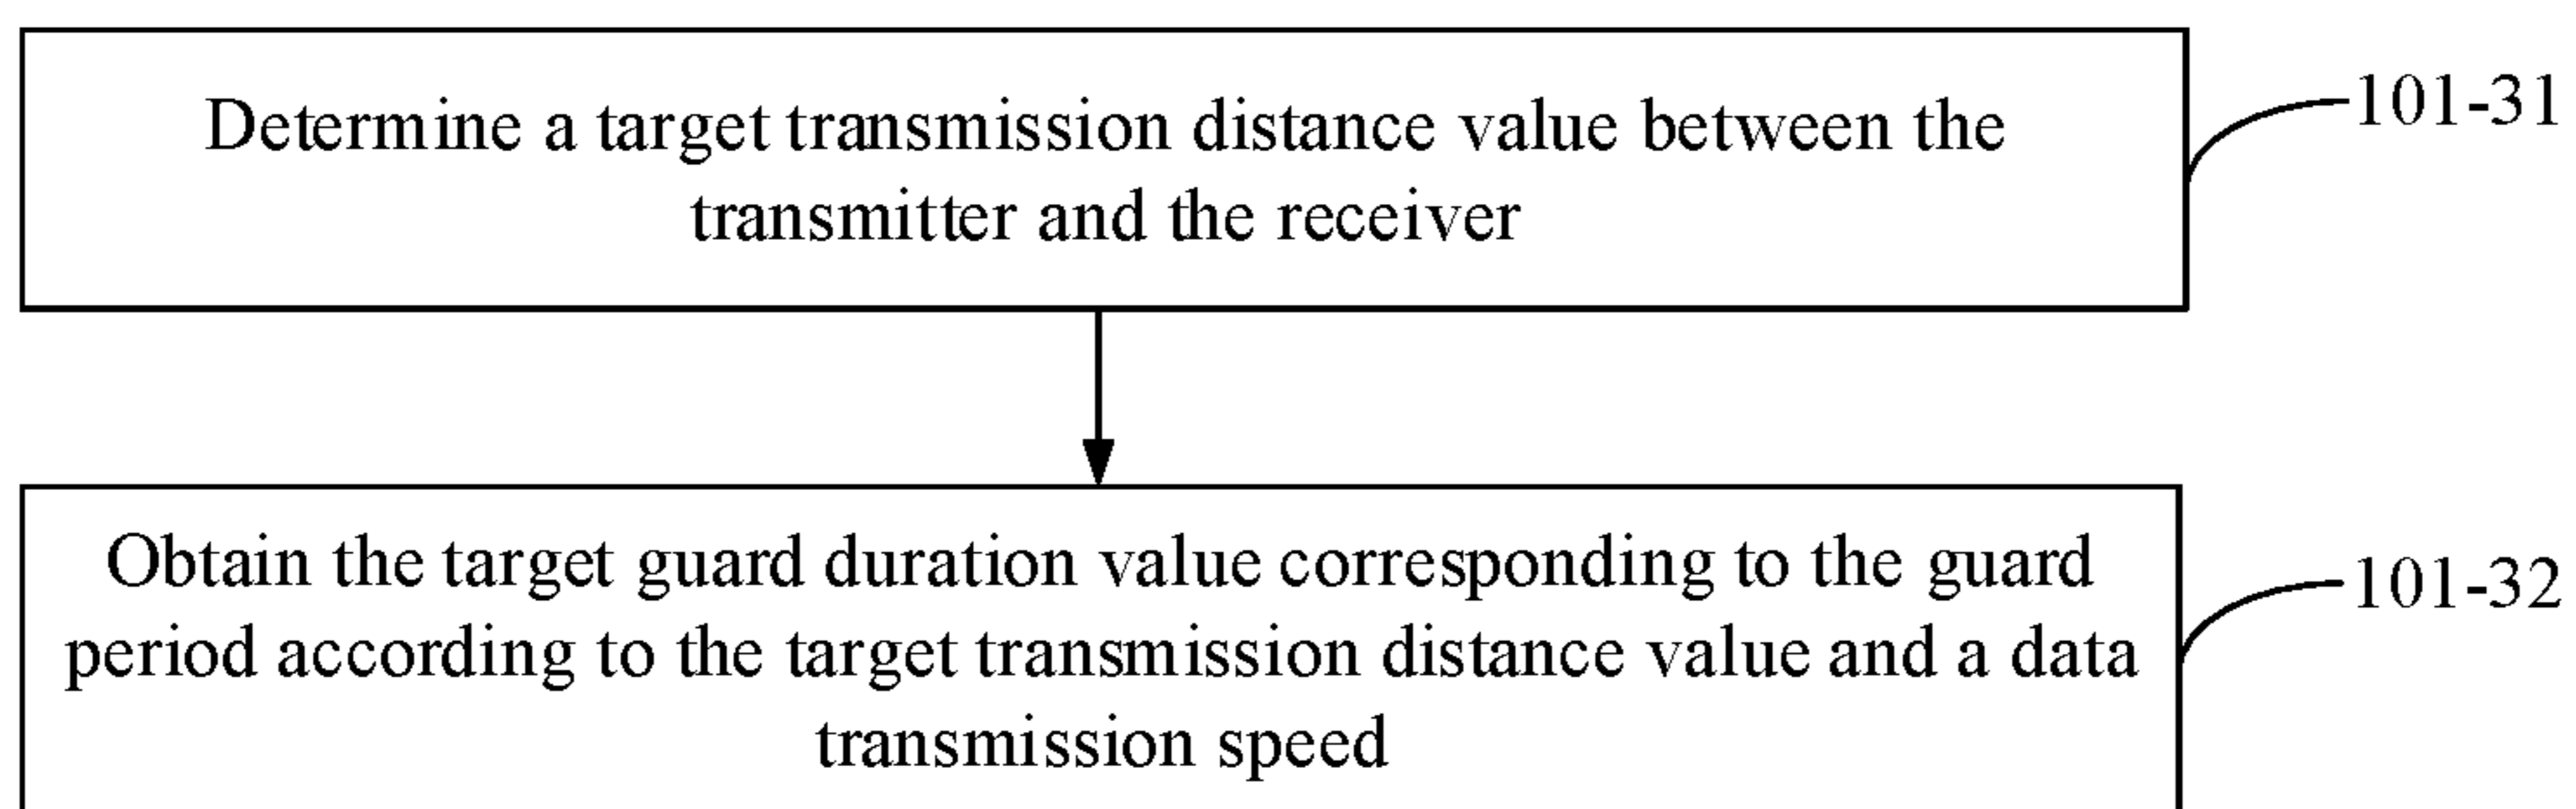 Determine a target transmission distance value between the
transmitter and the receiver
101-31
Obtain the target guard duration value corresponding to the guard
period according to the target transmission distance value and a data
transmission speed
101-32